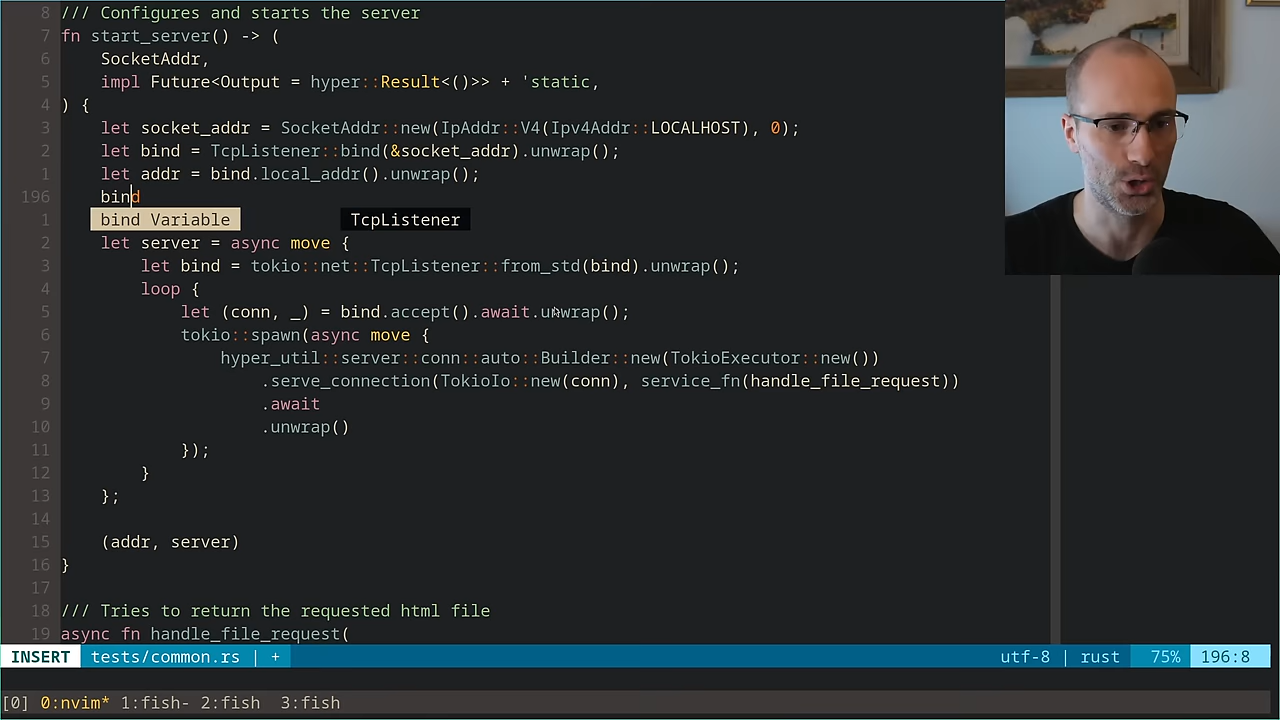 8 /// Configures and starts the server
7 fn start_server() -> (
6     SocketAddr,
5     impl Future<Output = hyper::Result<()>> + 'static,
4 ) {
3     let socket_addr = SocketAddr::new(IpAddr::V4(Ipv4Addr::LOCALHOST), 0);
2     let bind = TcpListener::bind(&socket_addr).unwrap();
1     let addr = bind.local_addr().unwrap();
196     bind
1     bind Variable     TcpListener
2     let server = async move {
3         let bind = tokio::net::TcpListener::from_std(bind).unwrap();
4         loop {
5             let (conn, _) = bind.accept().await.unwrap();
6             tokio::spawn(async move {
7                 hyper_util::server::conn::auto::Builder::new(TokioExecutor::new())
8                     .serve_connection(TokioIo::new(conn), service_fn(handle_file_request))
9                     .await
10                     .unwrap()
11             });
12         }
13     };
14
15     (addr, server)
16 }
17
18 /// Tries to return the requested html file
19 async fn handle_file_request(
INSERT tests/common.rs | + utf-8 | rust 75% 196:8
[0] 0:nvim* 1:fish- 2:fish 3:fish